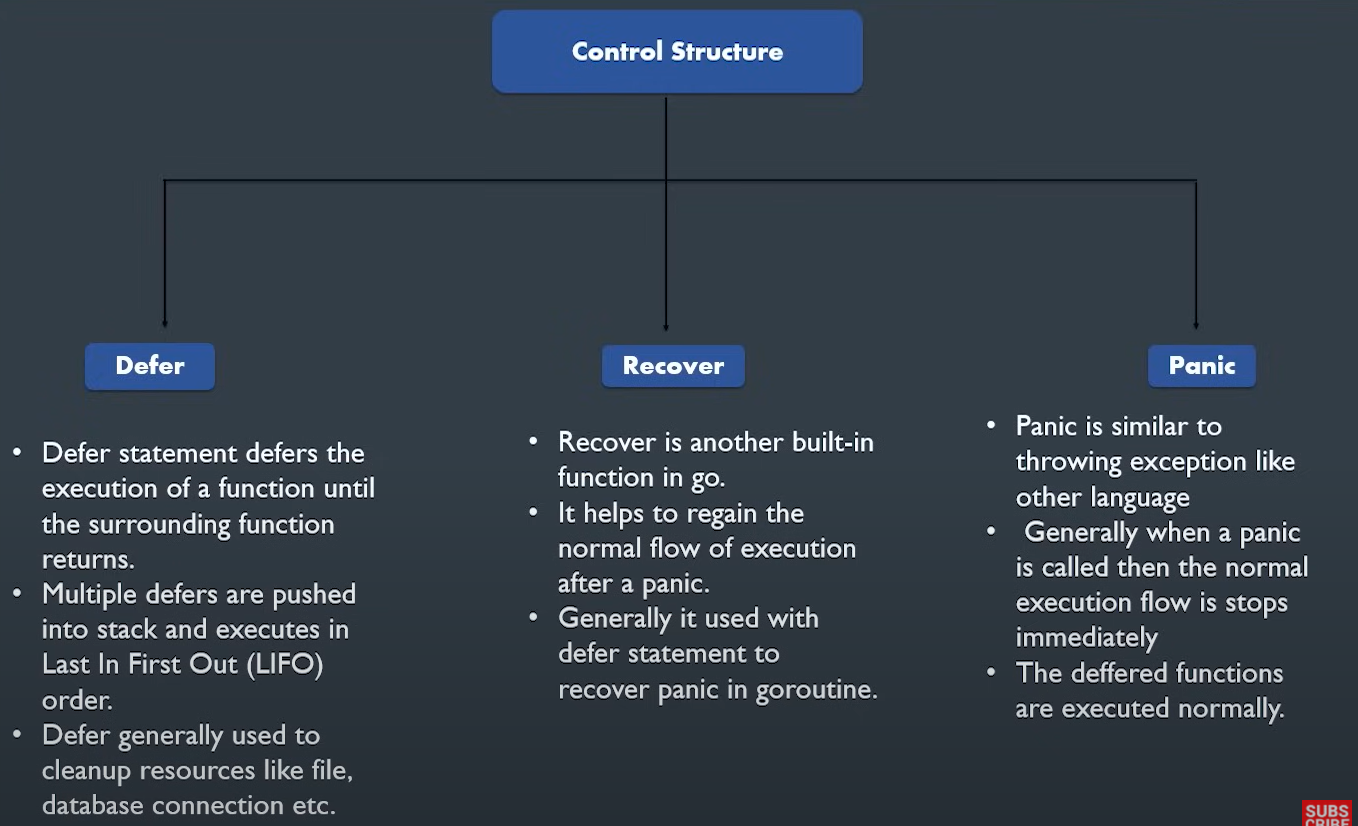 Control Structure
Defer
Recover
Panic
• Defer statement defers the
execution of a function until
the surrounding function
returns.
• Multiple defers are pushed
into stack and executes in
Last In First Out (LIFO)
order.
• Defer generally used to
cleanup resources like file,
database connection etc.
• Recover is another built-in
function in go.
• It helps to regain the
normal flow of execution
after a panic.
• Generally it used with
defer statement to
recover panic in goroutine.
• Panic is similar to
throwing exception like
other language
• Generally when a panic
is called then the normal
execution flow is stops
immediately
• The deffered functions
are executed normally.
SUBS
CRIBE